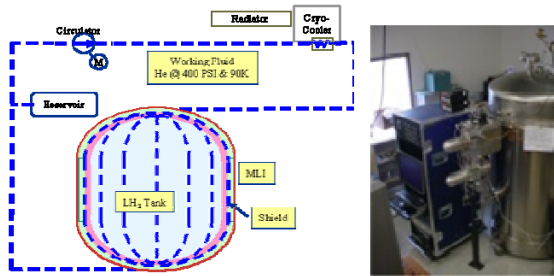 Radiator
Cryo-
Cooler
Circulator
M
Working Fluid
He @ 400 PSI & 90K
Reservoir
MLI
LH₂ Tank
Shield